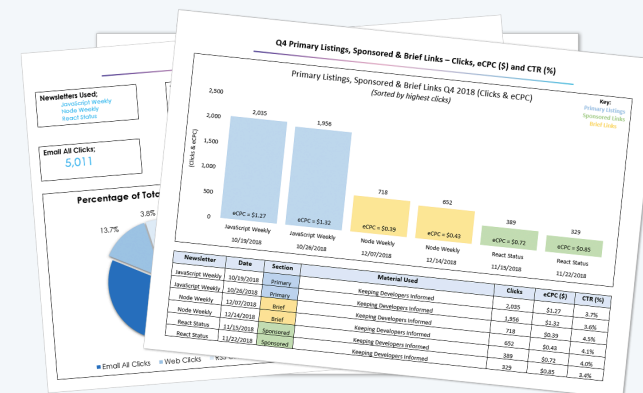 Newsletters Used;
JavaScript Weekly
Node Weekly
React Status
Email All Clicks;
5,011
Percentage of Tota
3.8%
13.7%
Email All Clicks
Web Clicks
Q4 Primary Listings, Sponsored & Brief Links – Clicks, eCPC ($) and CTR (%)
Primary Listings, Sponsored & Brief Links Q4 2018 (Clicks & eCPC)
(Sorted by highest clicks)
Key:
Primary Listings
Sponsored Links
Brief Links
(Clicks & eCPC)
2,500
2,000
1,500
1,000
500
0
2,035
1,956
718
652
389
329
eCPC = $1.27
eCPC = $1.32
eCPC = $0.39
eCPC = $0.43
eCPC = $0.72
eCPC = $0.85
JavaScript Weekly
10/19/2018
JavaScript Weekly
10/26/2018
Node Weekly
12/07/2018
Node Weekly
12/14/2018
React Status
11/15/2018
React Status
11/22/2018
Newsletter Date Section Material Used Clicks eCPC ($) CTR (%)
JavaScript Weekly 10/19/2018 Primary Keeping Developers Informed 2,035 $1.27 3.7%
JavaScript Weekly 10/26/2018 Primary Keeping Developers Informed 1,956 $1.32 3.6%
Node Weekly 12/07/2018 Brief Keeping Developers Informed 718 $0.39 4.5%
Node Weekly 12/14/2018 Brief Keeping Developers Informed 652 $0.43 4.1%
React Status 11/15/2018 Sponsored Keeping Developers Informed 389 $0.72 4.0%
React Status 11/22/2018 Sponsored Keeping Developers Informed 329 $0.85 3.4%